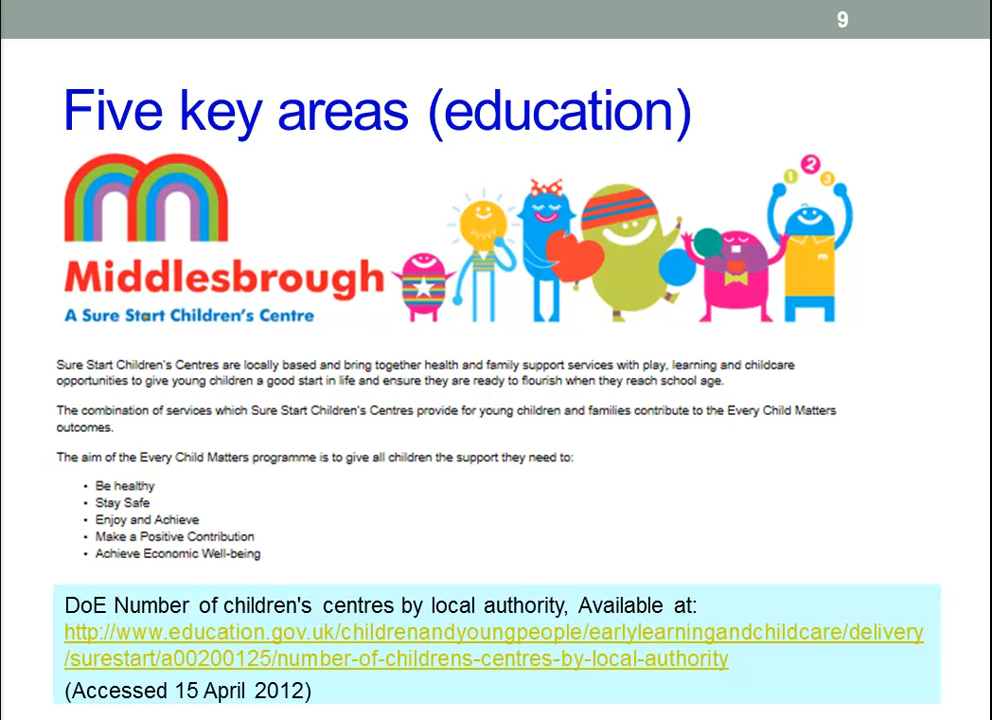 9
Five key areas (education)
1 2 3
Middlesbrough
A Sure Start Children's Centre
m
Sure Start Children's Centres are locally based and bring together health and family support services with play, learning and childcare
opportunities to give young children a good start in life and ensure they are ready to flourish when they reach school age.
The combination of services which Sure Start Children's Centres provide for young children and families contribute to the Every Child Matters
outcomes.
The aim of the Every Child Matters programme is to give all children the support they need to:
• Be healthy
• Stay Safe
• Enjoy and Achieve
• Make a Positive Contribution
• Achieve Economic Well-being
DoE Number of children's centres by local authority, Available at:
http://www.education.gov.uk/childrenandyoungpeople/earlylearningandchildcare/delivery
/surestart/a00200125/number-of-childrens-centres-by-local-authority
(Accessed 15 April 2012)